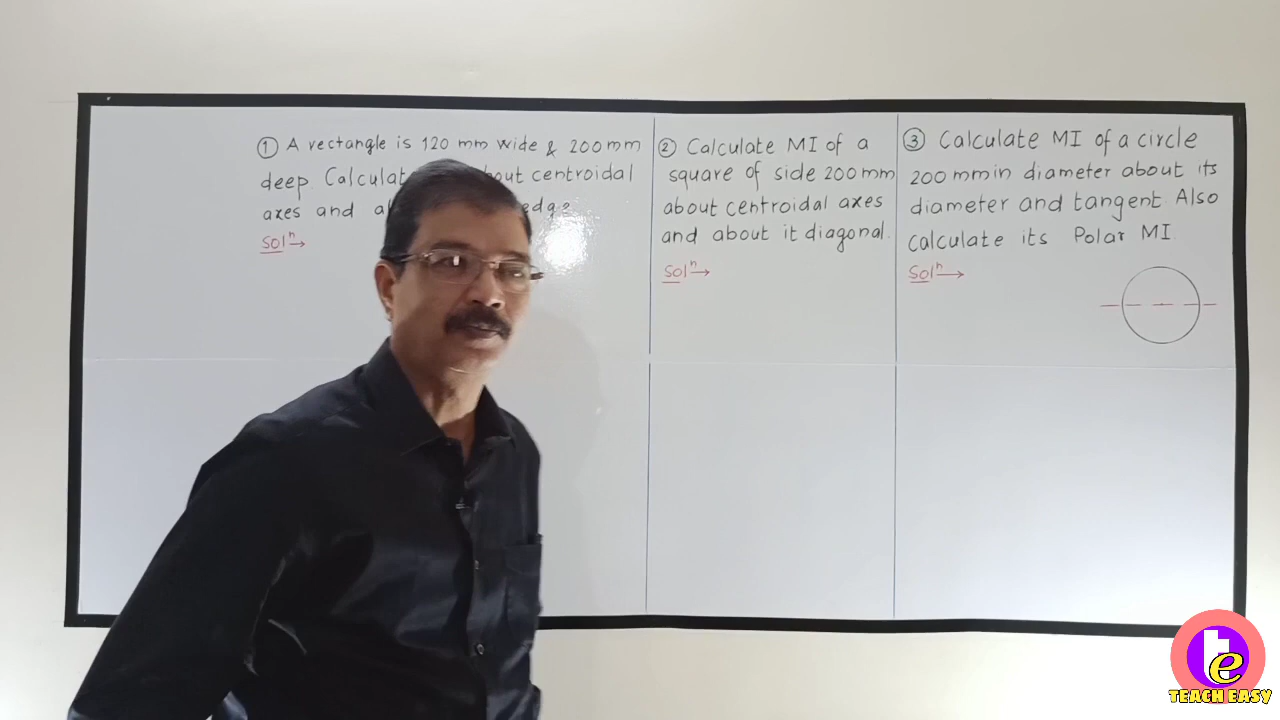 ① A rectangle is 120 mm wide & 200 mm
deep. Calculat about centroidal
axes and edge
Solⁿ→
② Calculate MI of a
square of side 200 mm
about centroidal axes
and about it diagonal.
Solⁿ→
③ Calculate MI of a circle
200 mm in diameter about its
diameter and tangent. Also
Calculate its Polar MI
Solⁿ→
te
TEACH EASY